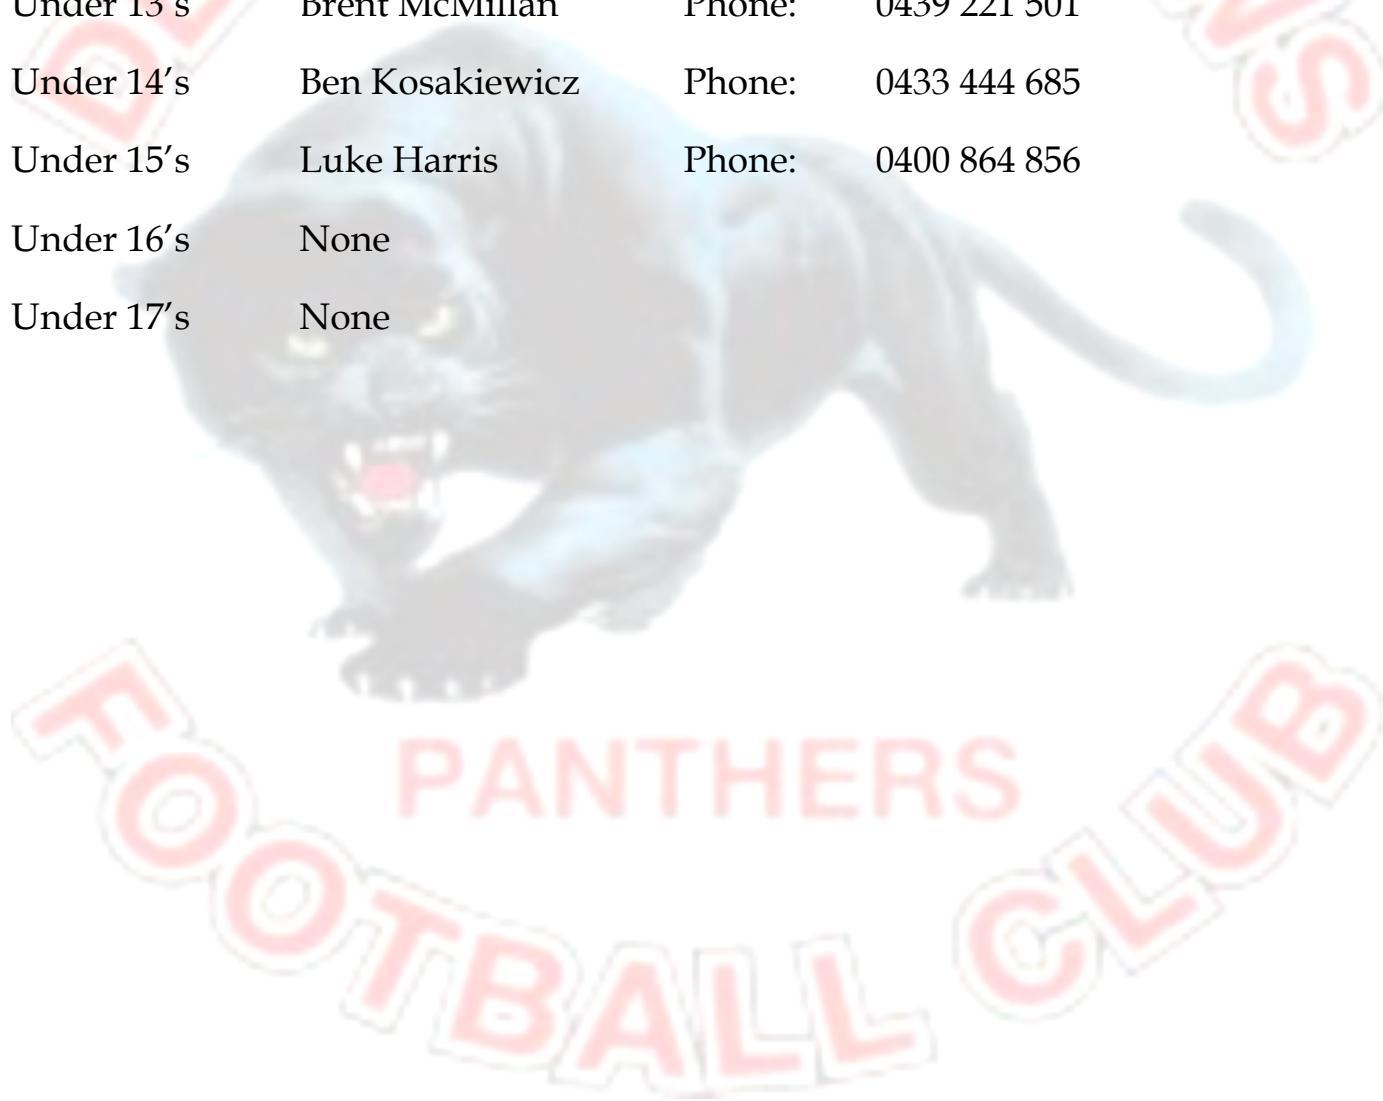 Under 13's Brent McMillan Phone: 0439 221 501
Under 14's Ben Kosakiewicz Phone: 0433 444 685
Under 15's Luke Harris Phone: 0400 864 856
Under 16's None
Under 17's None
PANTHERS
FOOTBALL CLUB